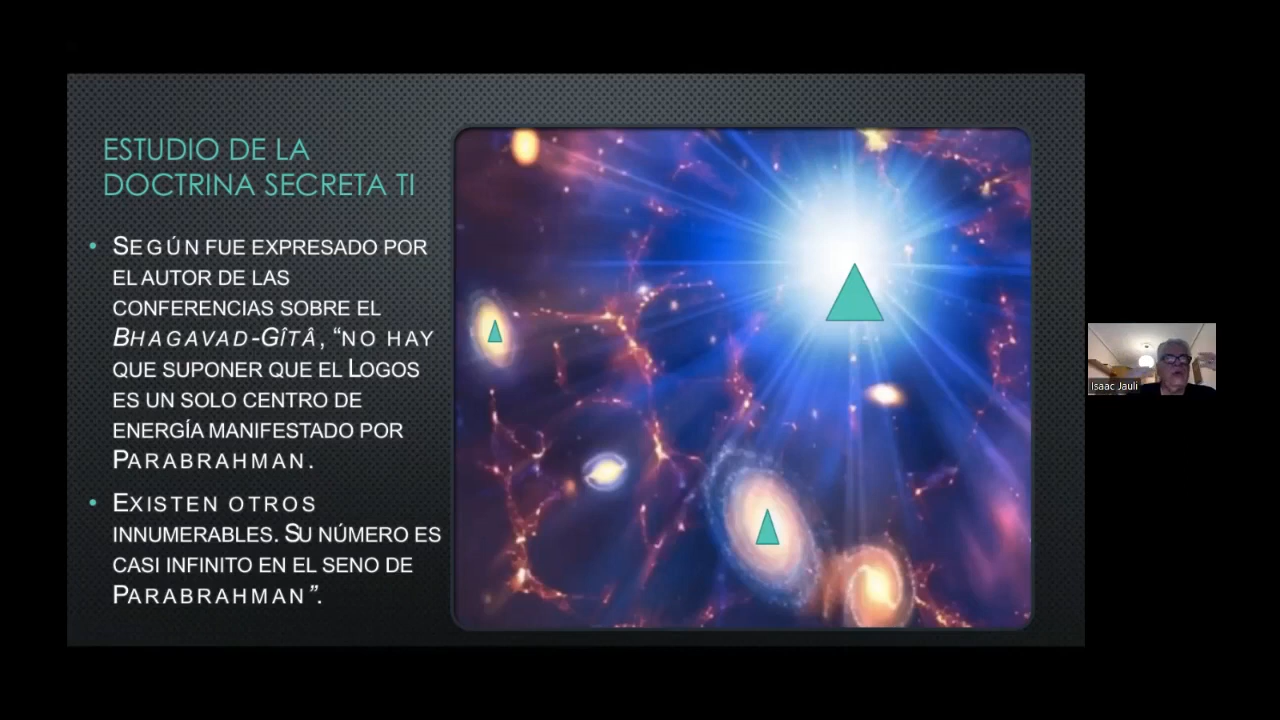 ESTUDIO DE LA
DOCTRINA SECRETA TI
• SEGÚN FUE EXPRESADO POR
EL AUTOR DE LAS
CONFERENCIAS SOBRE EL
BHAGAVAD-GÎTÂ, “NO HAY
QUE SUPONER QUE EL LOGOS
ES UN SOLO CENTRO DE
ENERGÍA MANIFESTADO POR
PARABRAHMAN.
• EXISTEN OTROS
INNUMERABLES. SU NÚMERO ES
CASI INFINITO EN EL SENO DE
PARABRAHMAN”.
Isaac Jauli